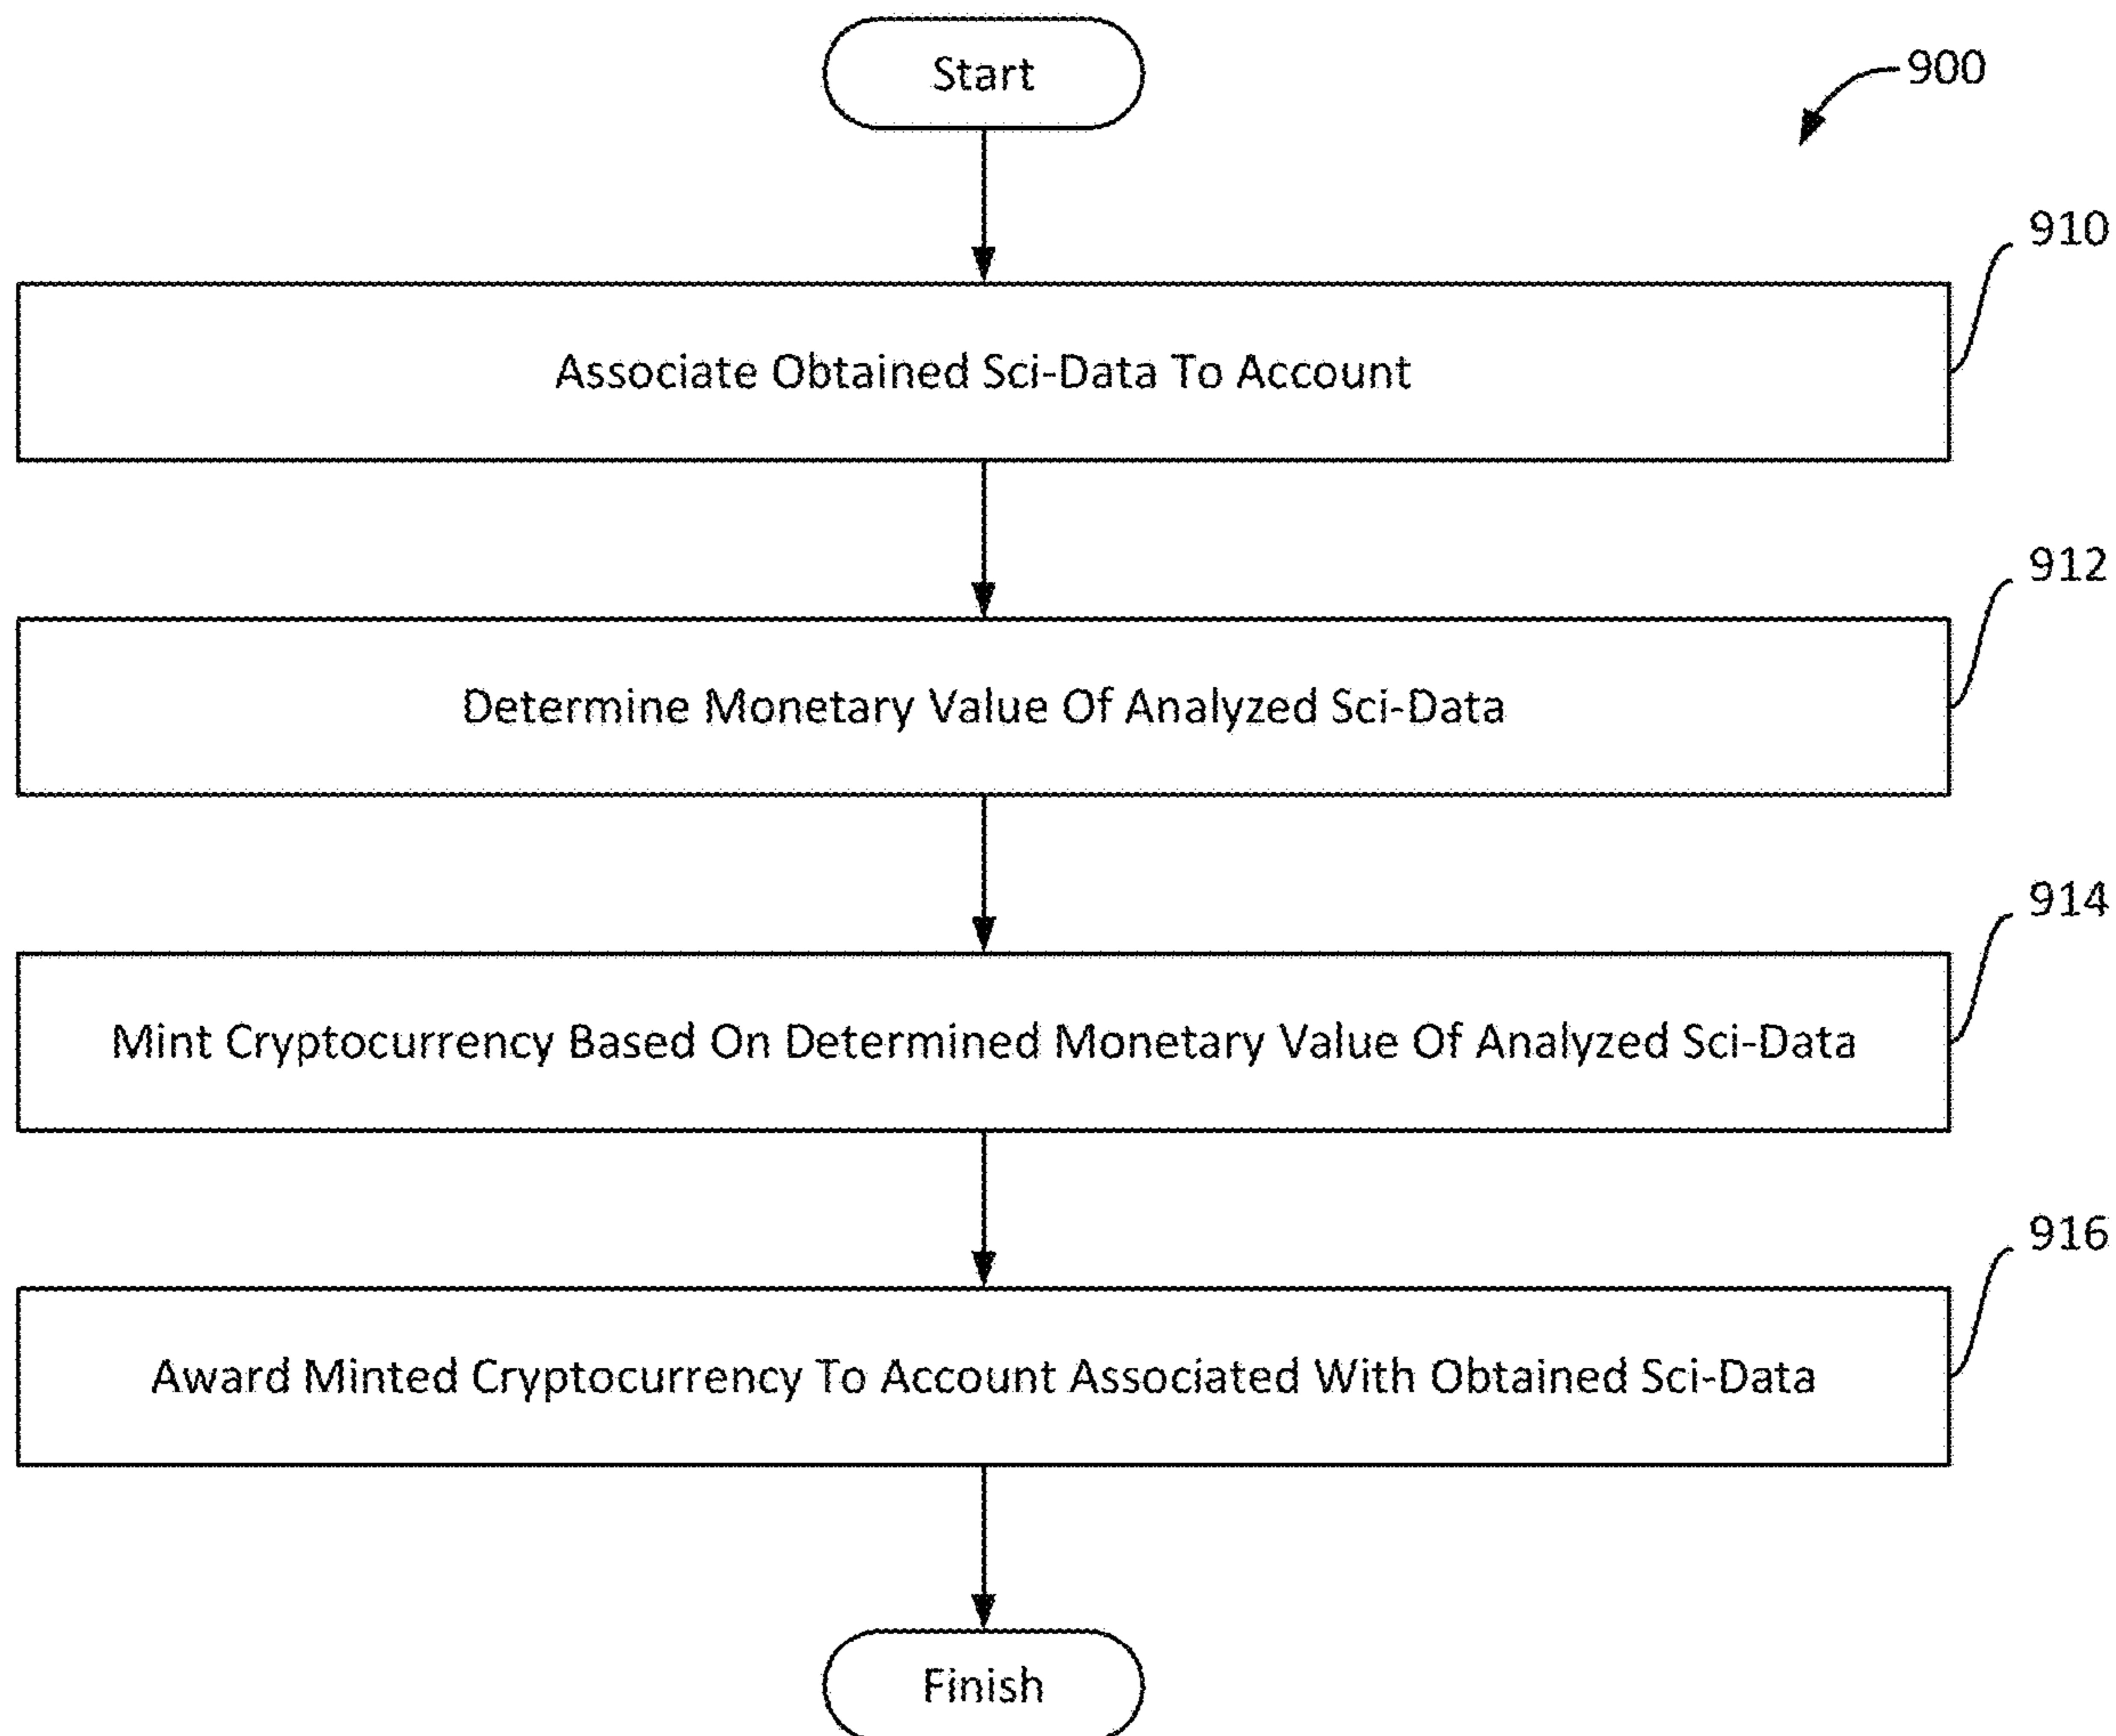 Start
900
910
Associate Obtained Sci-Data To Account
912
Determine Monetary Value Of Analyzed Sci-Data
914
Mint Cryptocurrency Based On Determined Monetary Value Of Analyzed Sci-Data
916
Award Minted Cryptocurrency To Account Associated With Obtained Sci-Data
Finish